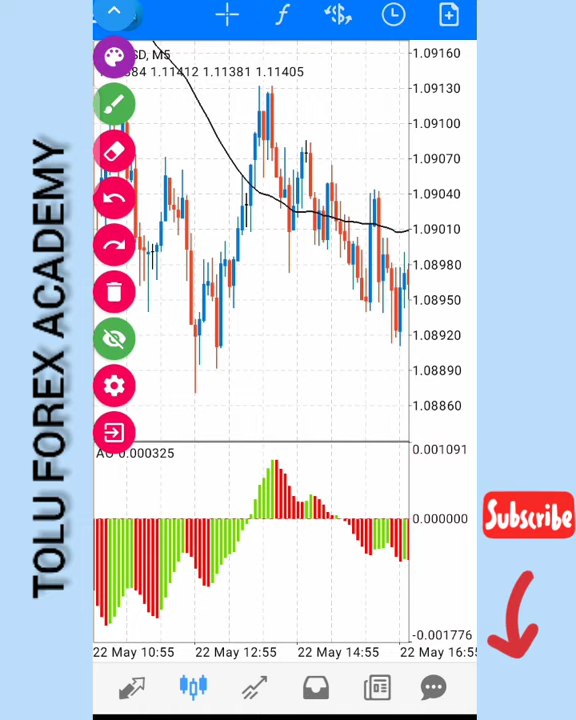 TOLU FOREX ACADEMY
D, M5
84 1.11412 1.11381 1.11405
1.09160
1.09130
1.09100
1.09070
1.09040
1.09010
1.08980
1.08950
1.08920
1.08890
1.08860
AO 0.000325
0.001091
0.000000
-0.001776
22 May 10:55
22 May 12:55
22 May 14:55
22 May 16:55
Subscribe